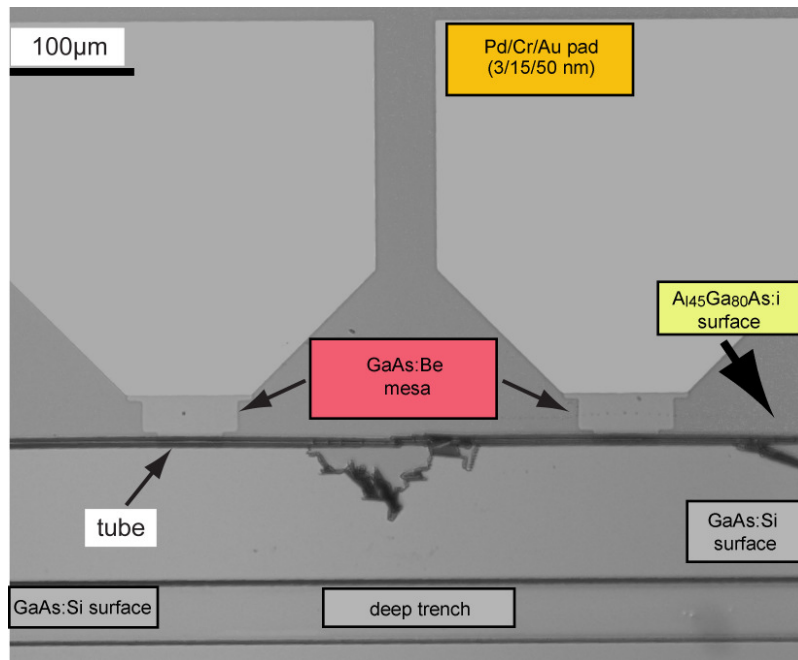 100µm
Pd/Cr/Au pad
(3/15/50 nm)
Al45Ga80As:i
surface
GaAs:Be
mesa
tube
GaAs:Si
surface
GaAs:Si surface
deep trench